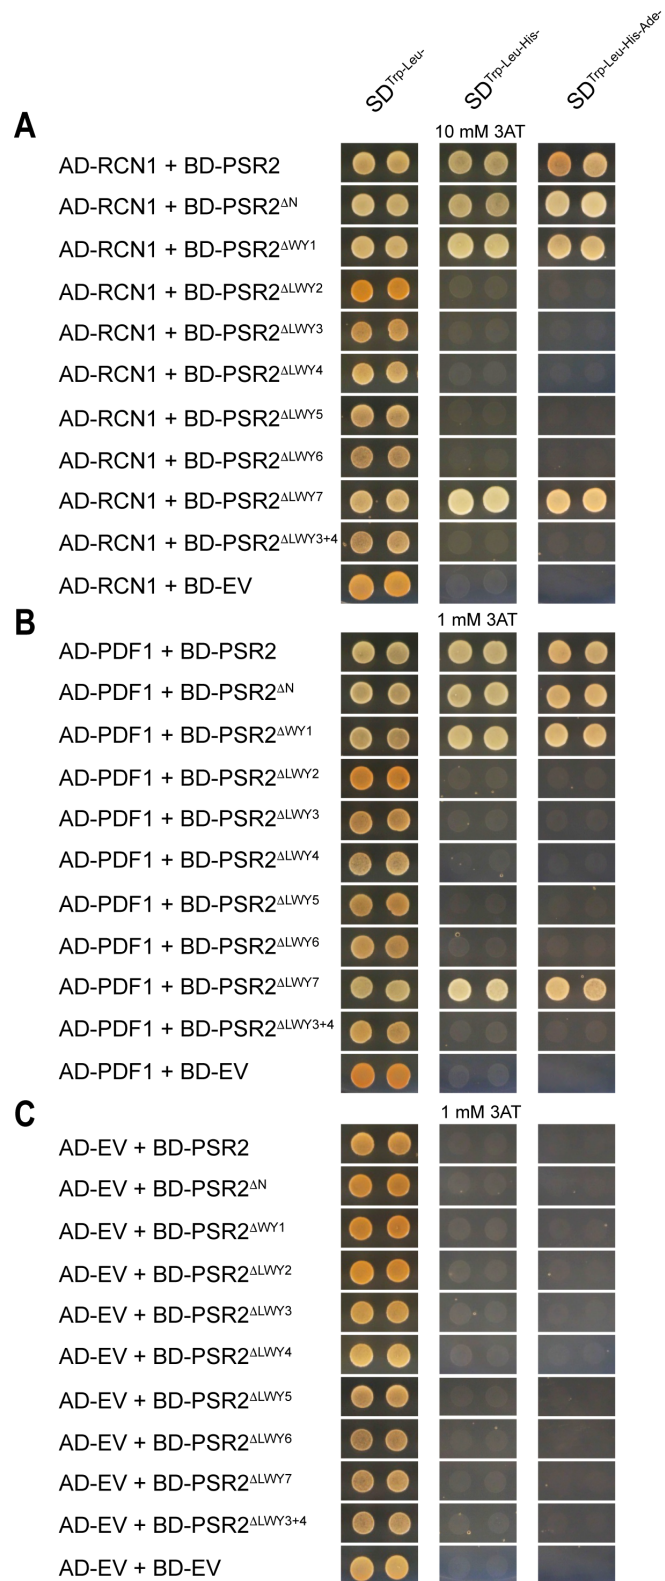 SDTrp-Leu- SDTrp-Leu-His- SDTrp-Leu-His-Ade-
A
10 mM 3AT
AD-RCN1 + BD-PSR2
AD-RCN1 + BD-PSR2ΔN
AD-RCN1 + BD-PSR2ΔWY1
AD-RCN1 + BD-PSR2ΔLWY2
AD-RCN1 + BD-PSR2ΔLWY3
AD-RCN1 + BD-PSR2ΔLWY4
AD-RCN1 + BD-PSR2ΔLWY5
AD-RCN1 + BD-PSR2ΔLWY6
AD-RCN1 + BD-PSR2ΔLWY7
AD-RCN1 + BD-PSR2ΔLWY3+4
AD-RCN1 + BD-EV
B
1 mM 3AT
AD-PDF1 + BD-PSR2
AD-PDF1 + BD-PSR2ΔN
AD-PDF1 + BD-PSR2ΔWY1
AD-PDF1 + BD-PSR2ΔLWY2
AD-PDF1 + BD-PSR2ΔLWY3
AD-PDF1 + BD-PSR2ΔLWY4
AD-PDF1 + BD-PSR2ΔLWY5
AD-PDF1 + BD-PSR2ΔLWY6
AD-PDF1 + BD-PSR2ΔLWY7
AD-PDF1 + BD-PSR2ΔLWY3+4
AD-PDF1 + BD-EV
C
1 mM 3AT
AD-EV + BD-PSR2
AD-EV + BD-PSR2ΔN
AD-EV + BD-PSR2ΔWY1
AD-EV + BD-PSR2ΔLWY2
AD-EV + BD-PSR2ΔLWY3
AD-EV + BD-PSR2ΔLWY4
AD-EV + BD-PSR2ΔLWY5
AD-EV + BD-PSR2ΔLWY6
AD-EV + BD-PSR2ΔLWY7
AD-EV + BD-PSR2ΔLWY3+4
AD-EV + BD-EV